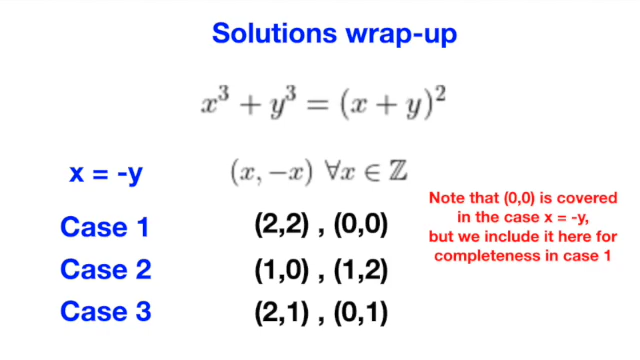 Solutions wrap-up
x³ + y³ = (x + y)²
x = -y (x, −x) ∀x ∈ ℤ
Case 1 (2,2) , (0,0)
Case 2 (1,0) , (1,2)
Case 3 (2,1) , (0,1)
Note that (0,0) is covered
in the case x = -y,
but we include it here for
completeness in case 1